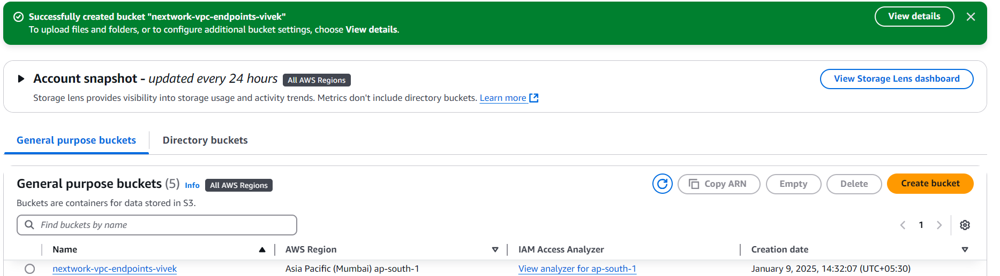 Successfully created bucket "nextwork-vpc-endpoints-vivek"
To upload files and folders, or to configure additional bucket settings, choose View details.
View details
Account snapshot - updated every 24 hours All AWS Regions
View Storage Lens dashboard
Storage lens provides visibility into storage usage and activity trends. Metrics don't include directory buckets. Learn more
General purpose buckets Directory buckets
General purpose buckets (5) Info All AWS Regions
Copy ARN Empty Delete Create bucket
Buckets are containers for data stored in S3.
Find buckets by name
1
Name AWS Region IAM Access Analyzer Creation date
nextwork-vpc-endpoints-vivek Asia Pacific (Mumbai) ap-south-1 View analyzer for ap-south-1 January 9, 2025, 14:32:07 (UTC+05:30)